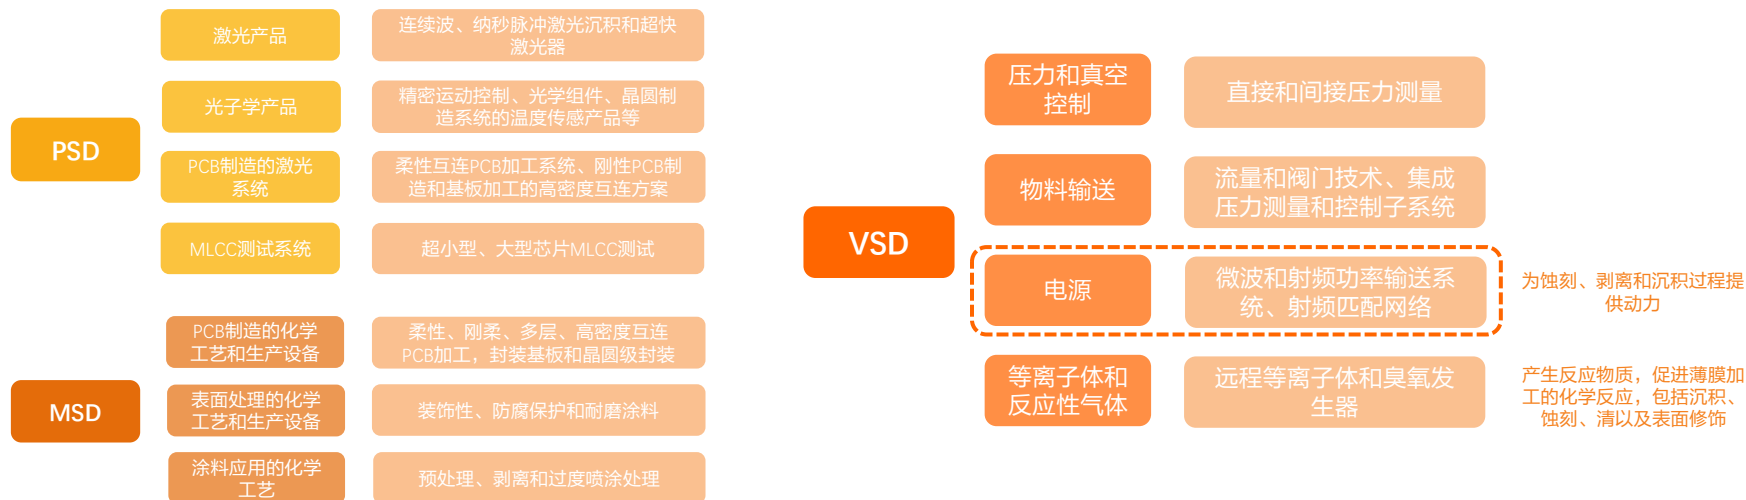 PSD
激光产品
连续波、纳秒脉冲激光沉积和超快
激光器
光子学产品
精密运动控制、光学组件、晶圆制
造系统的温度传感产品等
PCB制造的激光
系统
柔性互连PCB加工系统、刚性PCB制
造和基板加工的高密度互连方案
MLCC测试系统
超小型、大型芯片MLCC测试
MSD
PCB制造的化学
工艺和生产设备
柔性、刚柔、多层、高密度互连
PCB加工，封装基板和晶圆级封装
表面处理的化学
工艺和生产设备
装饰性、防腐保护和耐磨涂料
涂料应用的化学
工艺
预处理、剥离和过度喷涂处理
VSD
压力和真空
控制
直接和间接压力测量
物料输送
流量和阀门技术、集成
压力测量和控制子系统
电源
微波和射频功率输送系
统、射频匹配网络
为蚀刻、剥离和沉积过程提
供动力
等离子体和
反应性气体
远程等离子体和臭氧发
生器
产生反应物质，促进薄膜加
工的化学反应，包括沉积、
蚀刻、清以及表面修饰